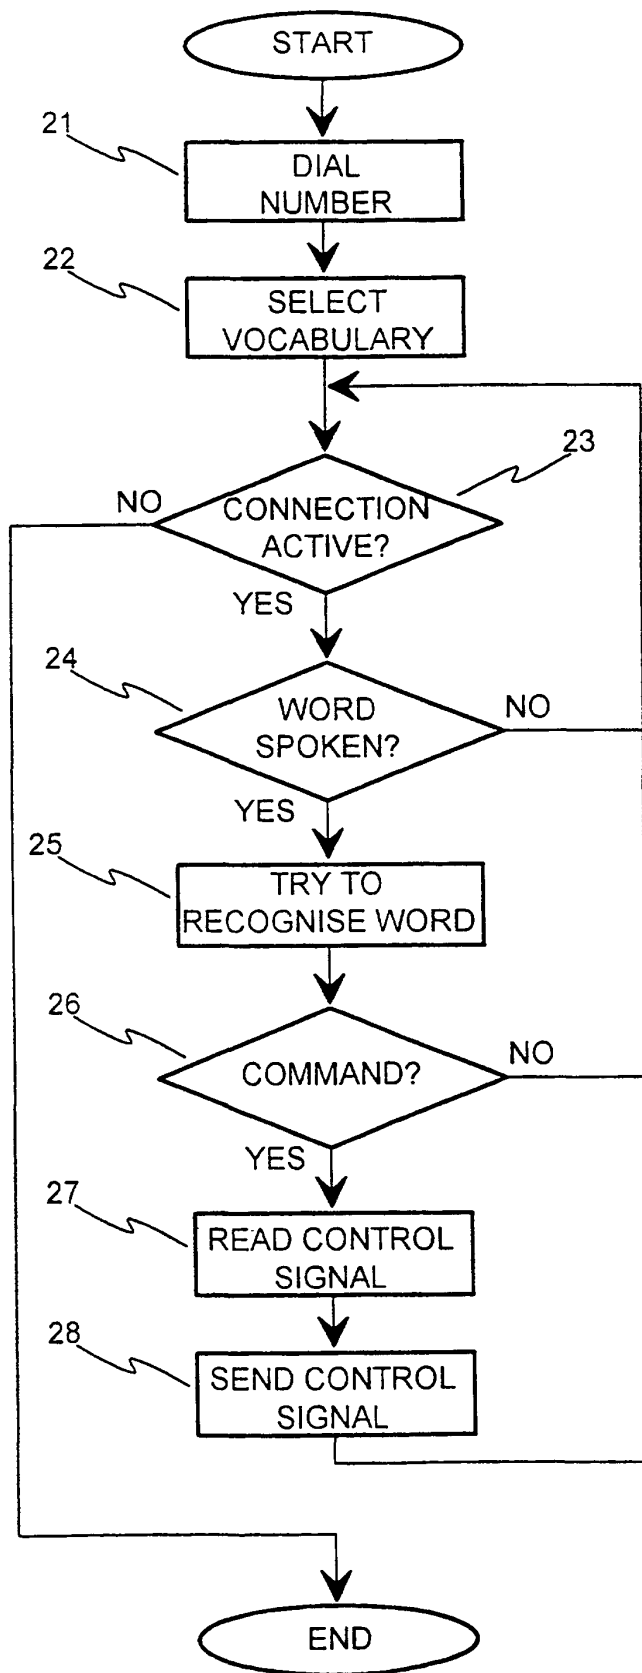 START
21
DIAL
NUMBER
22
SELECT
VOCABULARY
23
NO
CONNECTION
ACTIVE?
YES
24
WORD
SPOKEN?
NO
YES
25
TRY TO
RECOGNISE WORD
26
COMMAND?
NO
YES
27
READ CONTROL
SIGNAL
28
SEND CONTROL
SIGNAL
END